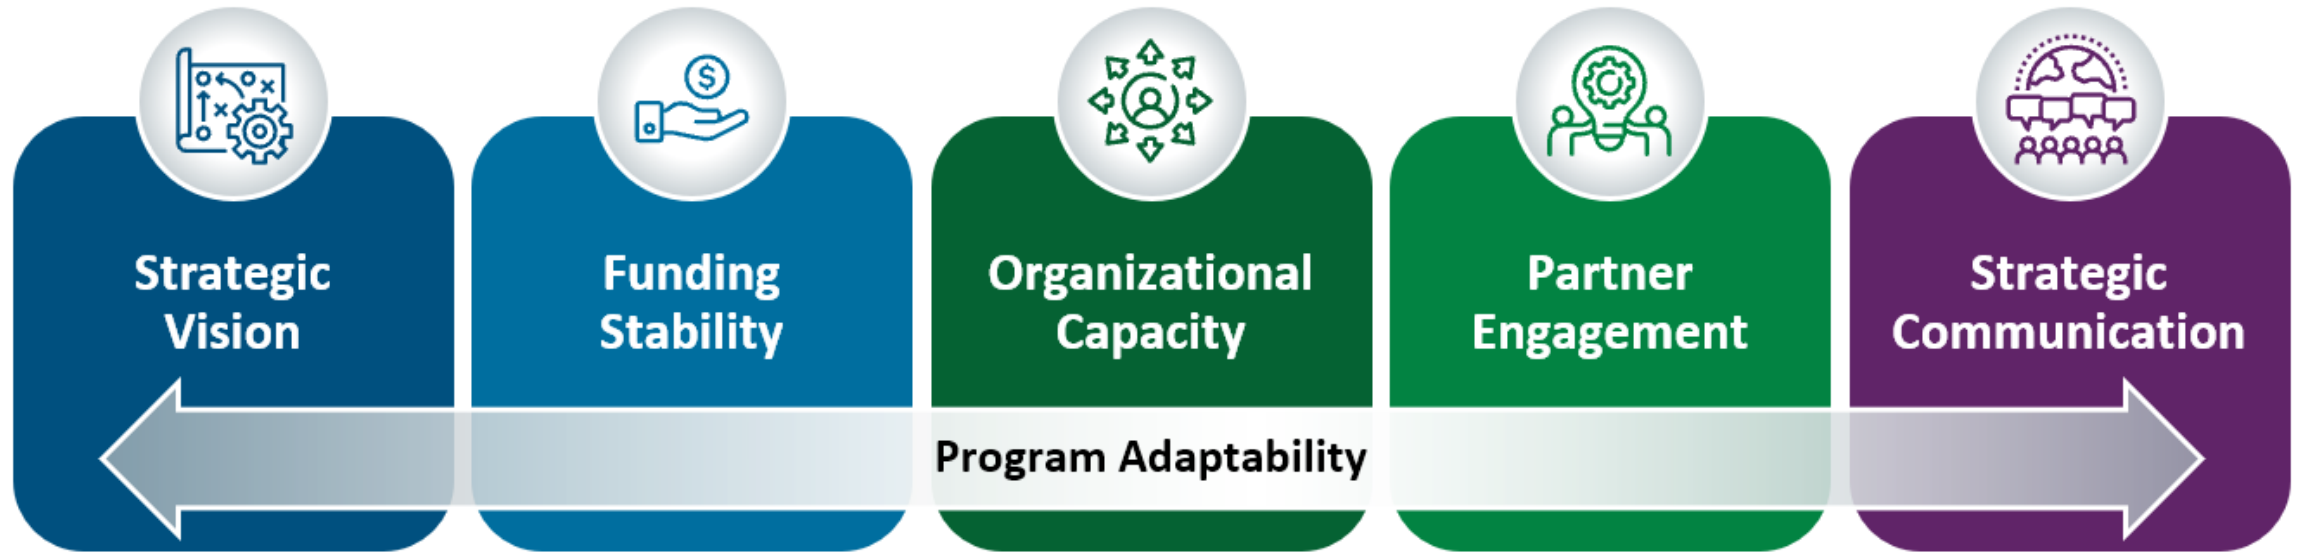 Strategic
Vision
Funding
Stability
Organizational
Capacity
Partner
Engagement
Strategic
Communication
Program Adaptability